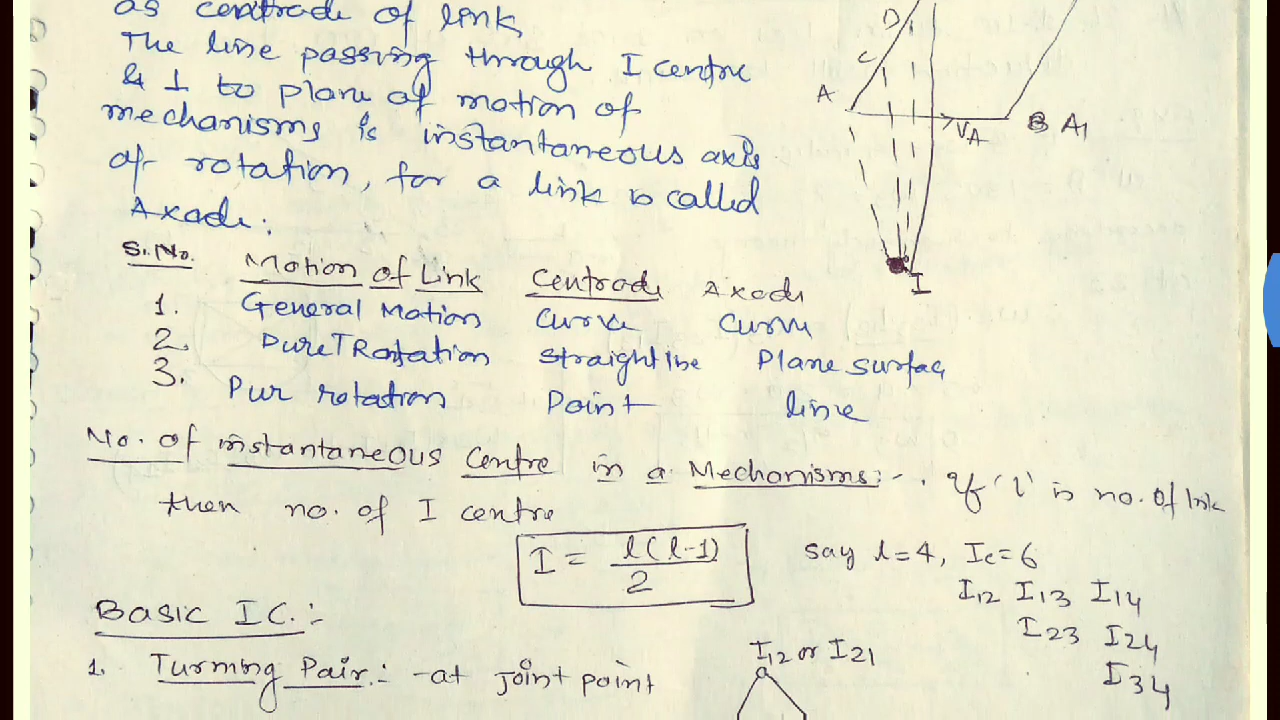 as centrode of link
The line passing through I centre
& ⊥ to plane of motion of
mechanisms is instantaneous axis
of rotation, for a link is called
Axode.
D
C
A
VA
B A1
I
S.No. Motion of Link Centrode Axode
1. General Motion Curve Curve
2. Pure TRotation Straight line Plane surface
3. Pur rotation Point line
No. of instantaneous Centre in a Mechanisms:- . If 'l' is no. of link
then no. of I centre
I = l(l-1)/2 say l=4, Ic=6
I12 I13 I14
I23 I24
I34
Basic IC.:-
1. Turning Pair:- -at joint point
I12 or I21